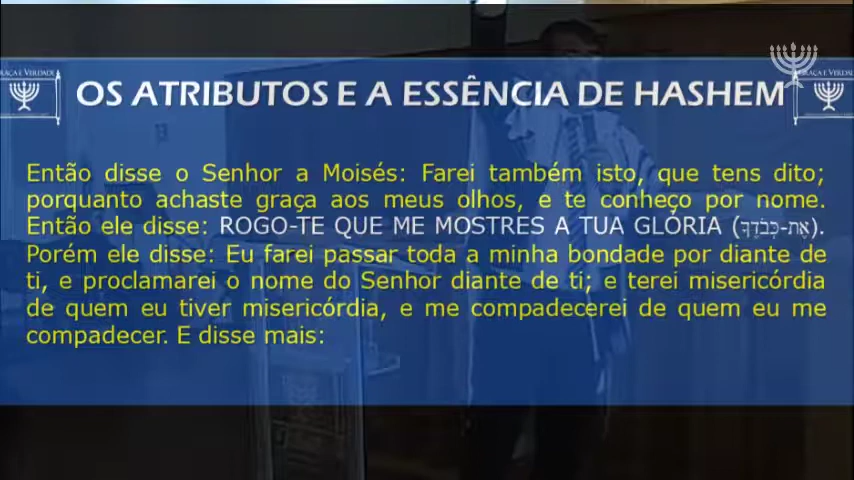 OS ATRIBUTOS E A ESSÊNCIA DE HASHEM
Então disse o Senhor a Moisés: Farei também isto, que tens dito;
porquanto achaste graça aos meus olhos, e te conheço por nome.
Então ele disse: ROGO-TE QUE ME MOSTRES A TUA GLÓRIA (אֶת-כְּבֹדֶךָ).
Porém ele disse: Eu farei passar toda a minha bondade por diante de
ti, e proclamarei o nome do Senhor diante de ti; e terei misericórdia
de quem eu tiver misericórdia, e me compadecerei de quem eu me
compadecer. E disse mais: